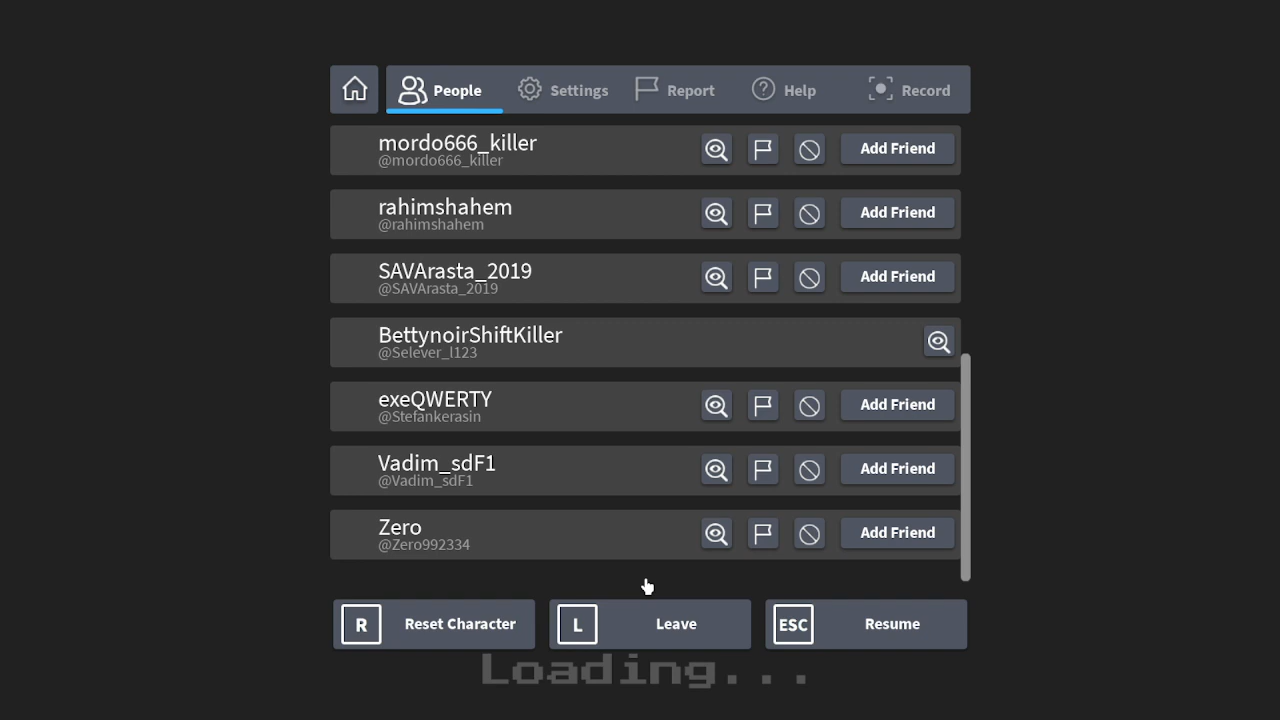 People Settings Report Help Record
mordo666_killer
@mordo666_killer
Add Friend
rahimshahem
@rahimshahem
Add Friend
SAVArasta_2019
@SAVArasta_2019
Add Friend
BettynoirShiftKiller
@Selever_l123
exeQWERTY
@Stefankerasin
Add Friend
Vadim_sdF1
@Vadim_sdF1
Add Friend
Zero
@Zero992334
Add Friend
R Reset Character L Leave ESC Resume
Loading...